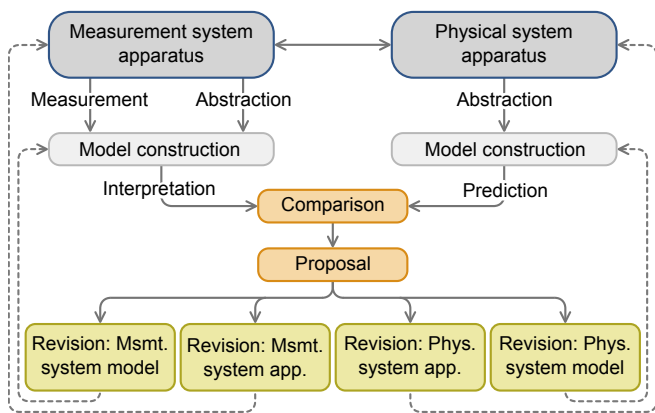 Measurement system
apparatus
Physical system
apparatus
Measurement
Abstraction
Abstraction
Model construction
Model construction
Interpretation
Prediction
Comparison
Proposal
Revision: Msmt.
system model
Revision: Msmt.
system app.
Revision: Phys.
system app.
Revision: Phys.
system model